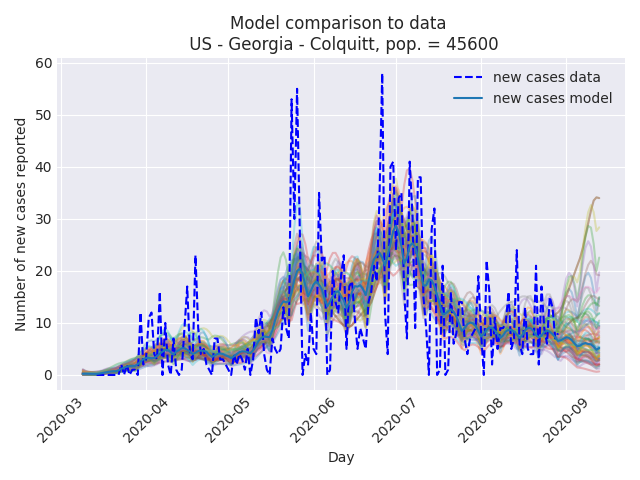 Model comparison to data
US - Georgia - Colquitt, pop. = 45600
60
50
40
30
20
10
0
Number of new cases reported
new cases data
new cases model
2020-03
2020-04
2020-05
2020-06
2020-07
2020-08
2020-09
Day